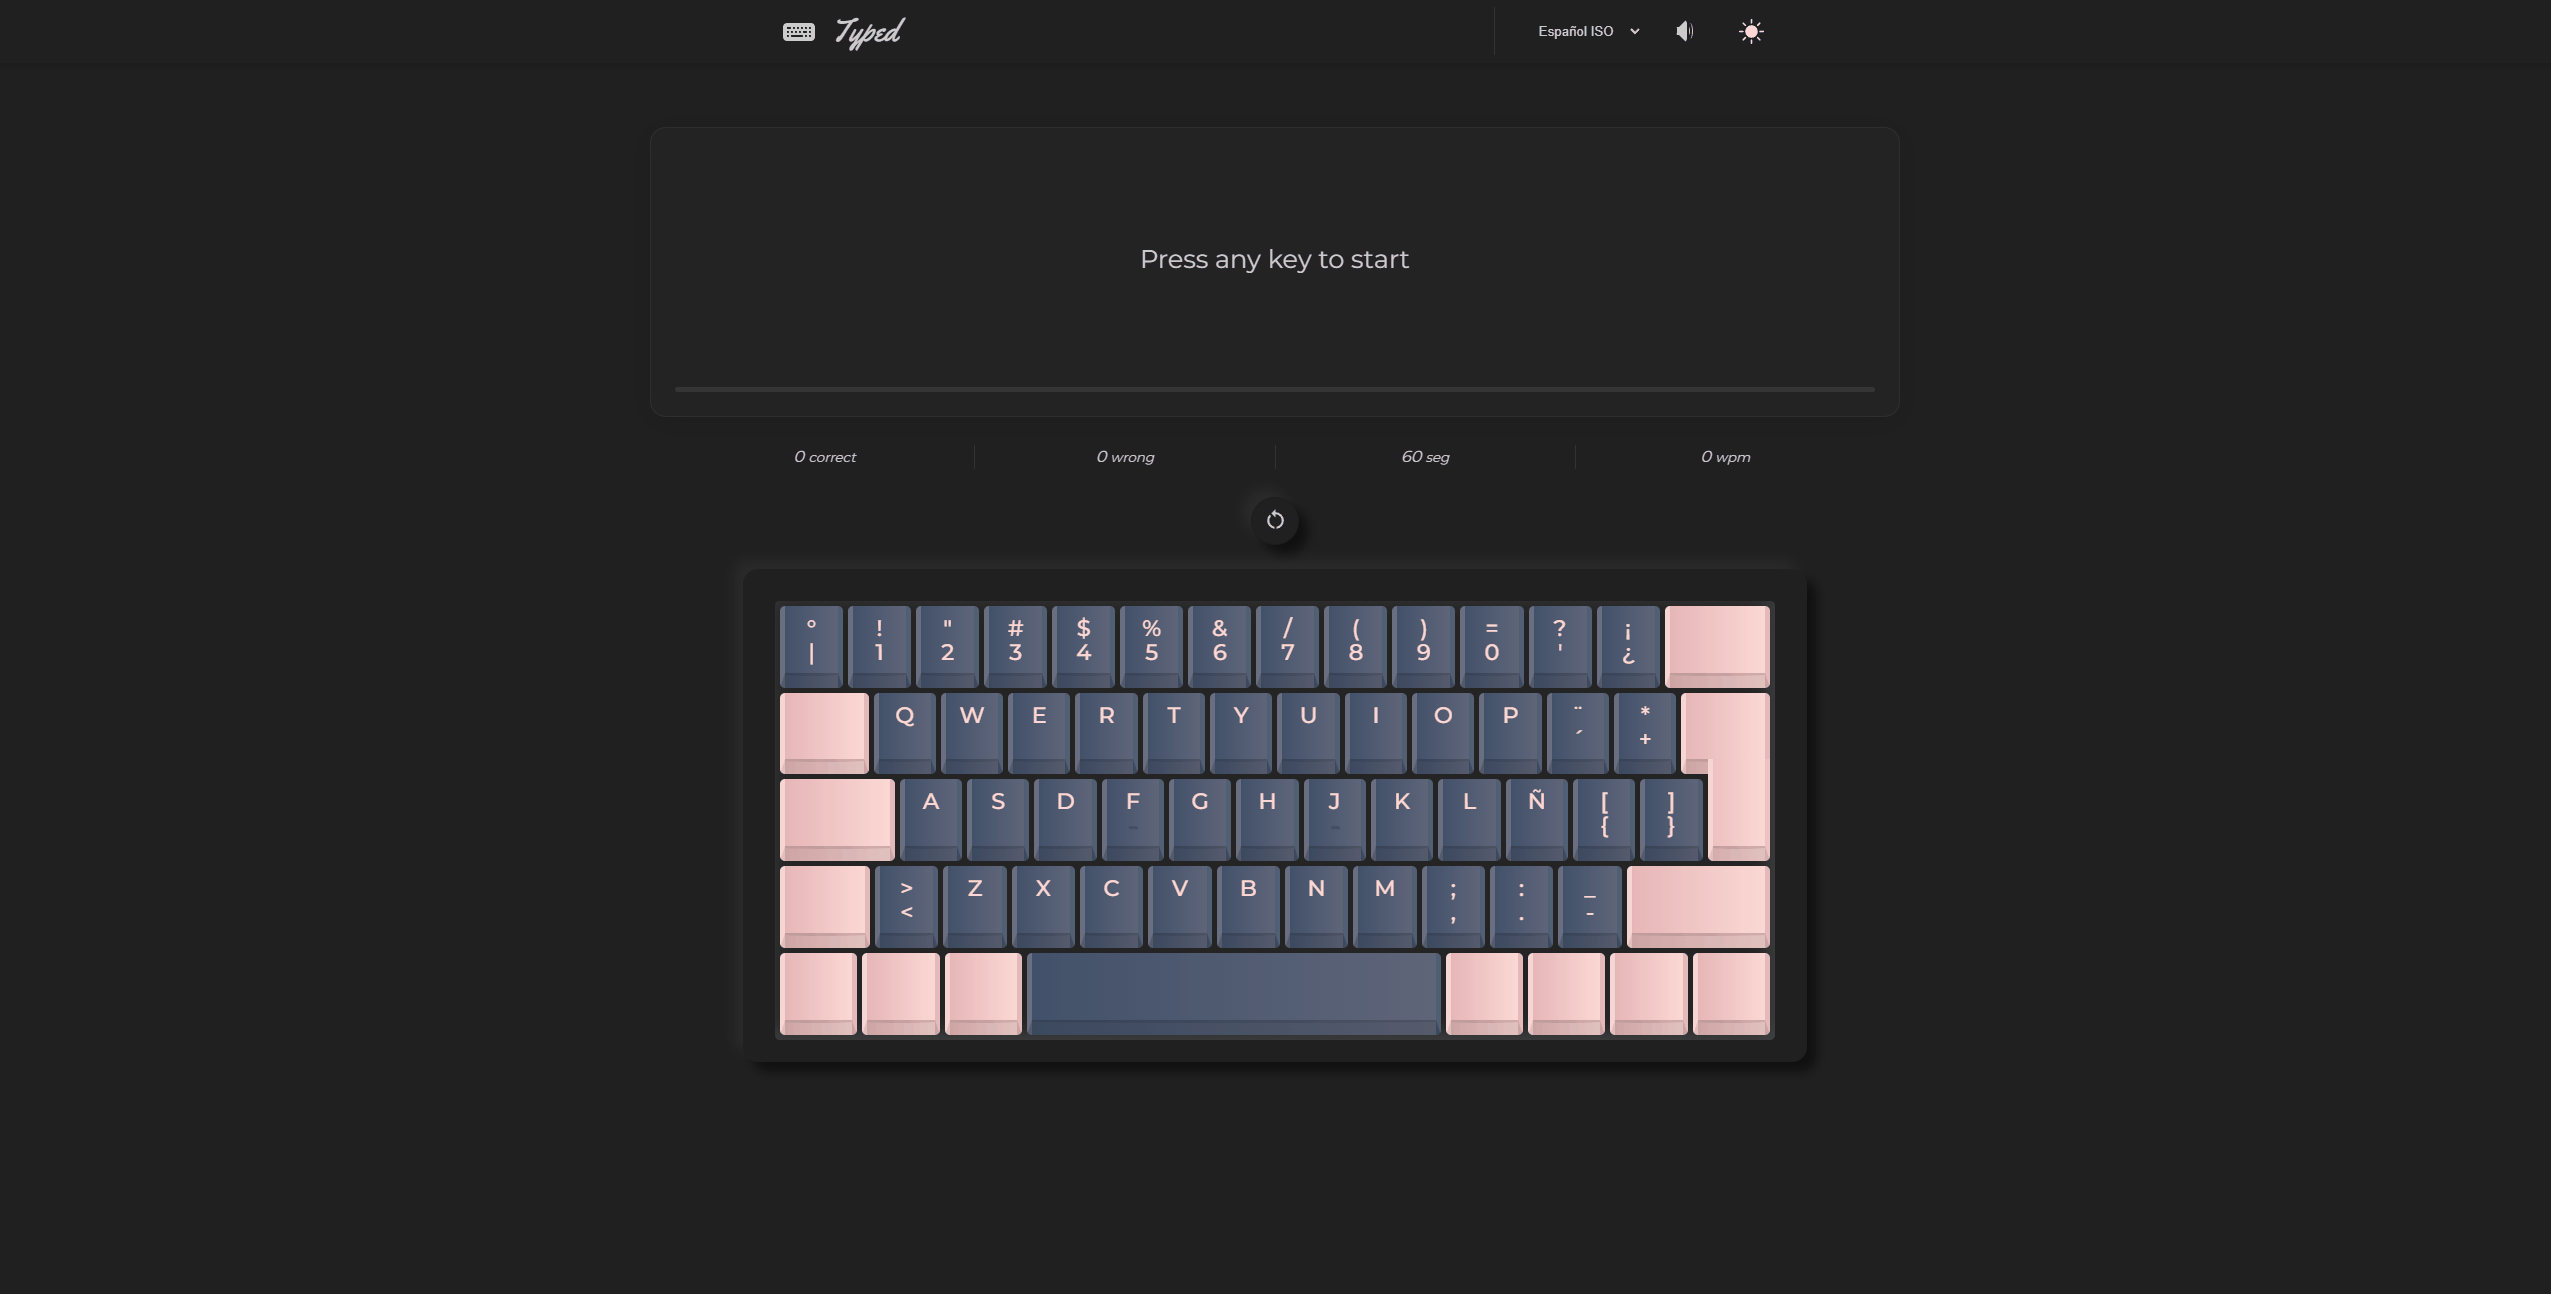 Typed
Español ISO
Press any key to start
0 correct
0 wrong
60 seg
0 wpm
° ! " # $ % & / ( ) = ? ¡
| 1 2 3 4 5 6 7 8 9 0 ' ¿
Q W E R T Y U I O P ¨ *
´ +
A S D F G H J K L Ñ [ ]
{ }
> Z X C V B N M ; : _
< , . -